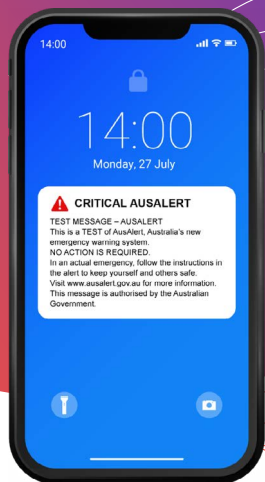 14:00
14:00
Monday, 27 July
CRITICAL AUSALERT
TEST MESSAGE – AUSALERT
This is a TEST of AusAlert, Australia's new
emergency warning system.
NO ACTION IS REQUIRED.
In an actual emergency, follow the instructions in
the alert to keep yourself and others safe.
Visit www.ausalert.gov.au for more information.
This message is authorised by the Australian
Government.